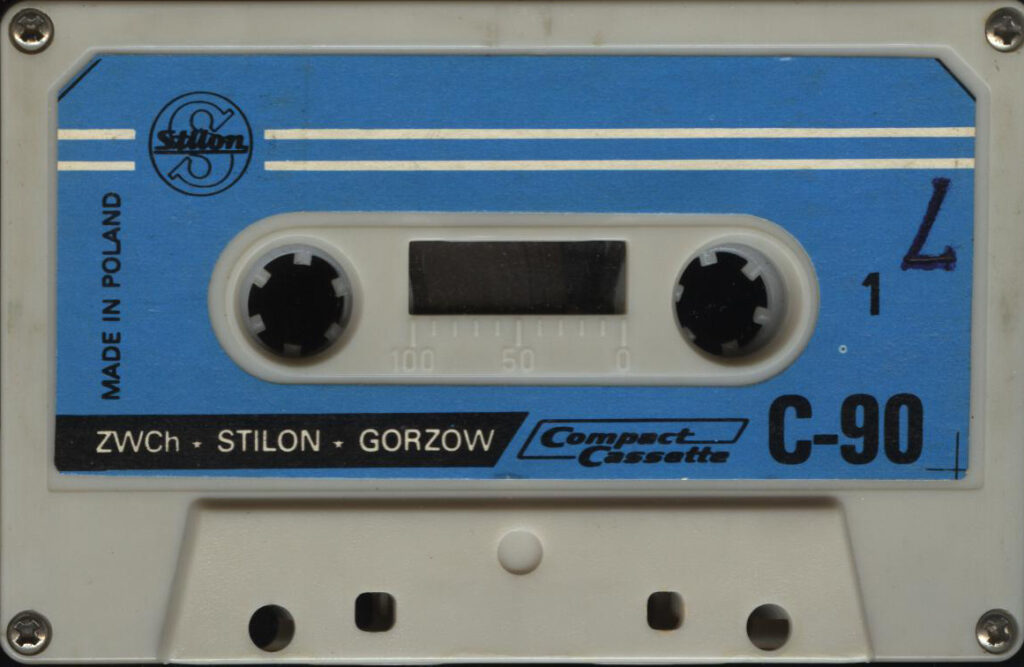 Stilon
MADE IN POLAND
1
100 50 0
ZWCh ⋆ STILON ⋆ GORZOW
Compact
Cassette
C-90